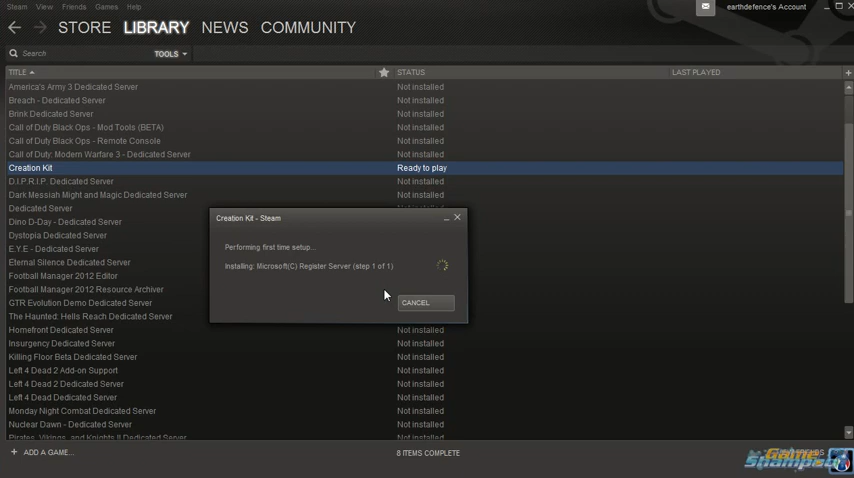 Steam View Friends Games Help
earthdefence's Account
STORE LIBRARY NEWS COMMUNITY
Search TOOLS
TITLE STATUS LAST PLAYED
America's Army 3 Dedicated Server Not installed
Breach - Dedicated Server Not installed
Brink Dedicated Server Not installed
Call of Duty Black Ops - Mod Tools (BETA) Not installed
Call of Duty Black Ops - Remote Console Not installed
Call of Duty: Modern Warfare 3 - Dedicated Server Not installed
Creation Kit Ready to play
D.I.P.R.I.P. Dedicated Server Not installed
Dark Messiah Might and Magic Dedicated Server Not installed
Dedicated Server
Dino D-Day - Dedicated Server
Dystopia Dedicated Server
E.Y.E - Dedicated Server
Eternal Silence Dedicated Server
Football Manager 2012 Editor
Football Manager 2012 Resource Archiver
GTR Evolution Demo Dedicated Server
The Haunted: Hells Reach Dedicated Server
Creation Kit - Steam
Performing first time setup...
Installing: Microsoft(C) Register Server (step 1 of 1)
CANCEL
Homefront Dedicated Server Not installed
Insurgency Dedicated Server Not installed
Killing Floor Beta Dedicated Server Not installed
Left 4 Dead 2 Add-on Support Not installed
Left 4 Dead 2 Dedicated Server Not installed
Left 4 Dead Dedicated Server Not installed
Monday Night Combat Dedicated Server Not installed
Nuclear Dawn - Dedicated Server Not installed
Pirates, Vikings, and Knights II Dedicated Server Not installed
+ ADD A GAME... 8 ITEMS COMPLETE
Game